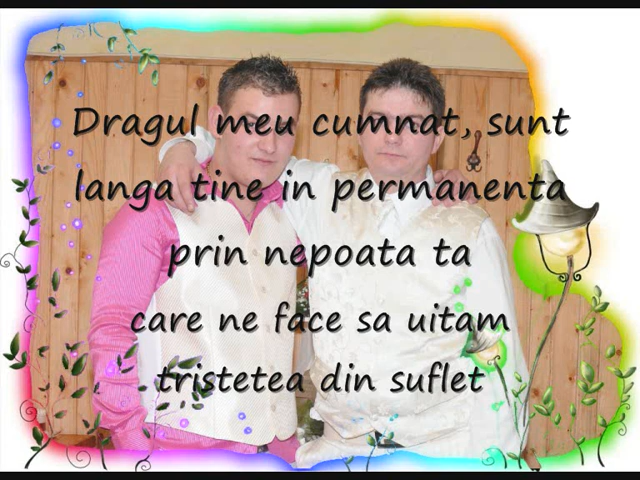 Dragul meu cumnat, sunt
langa tine in permanenta
prin nepoata ta
care ne face sa uitam
tristetea din suflet